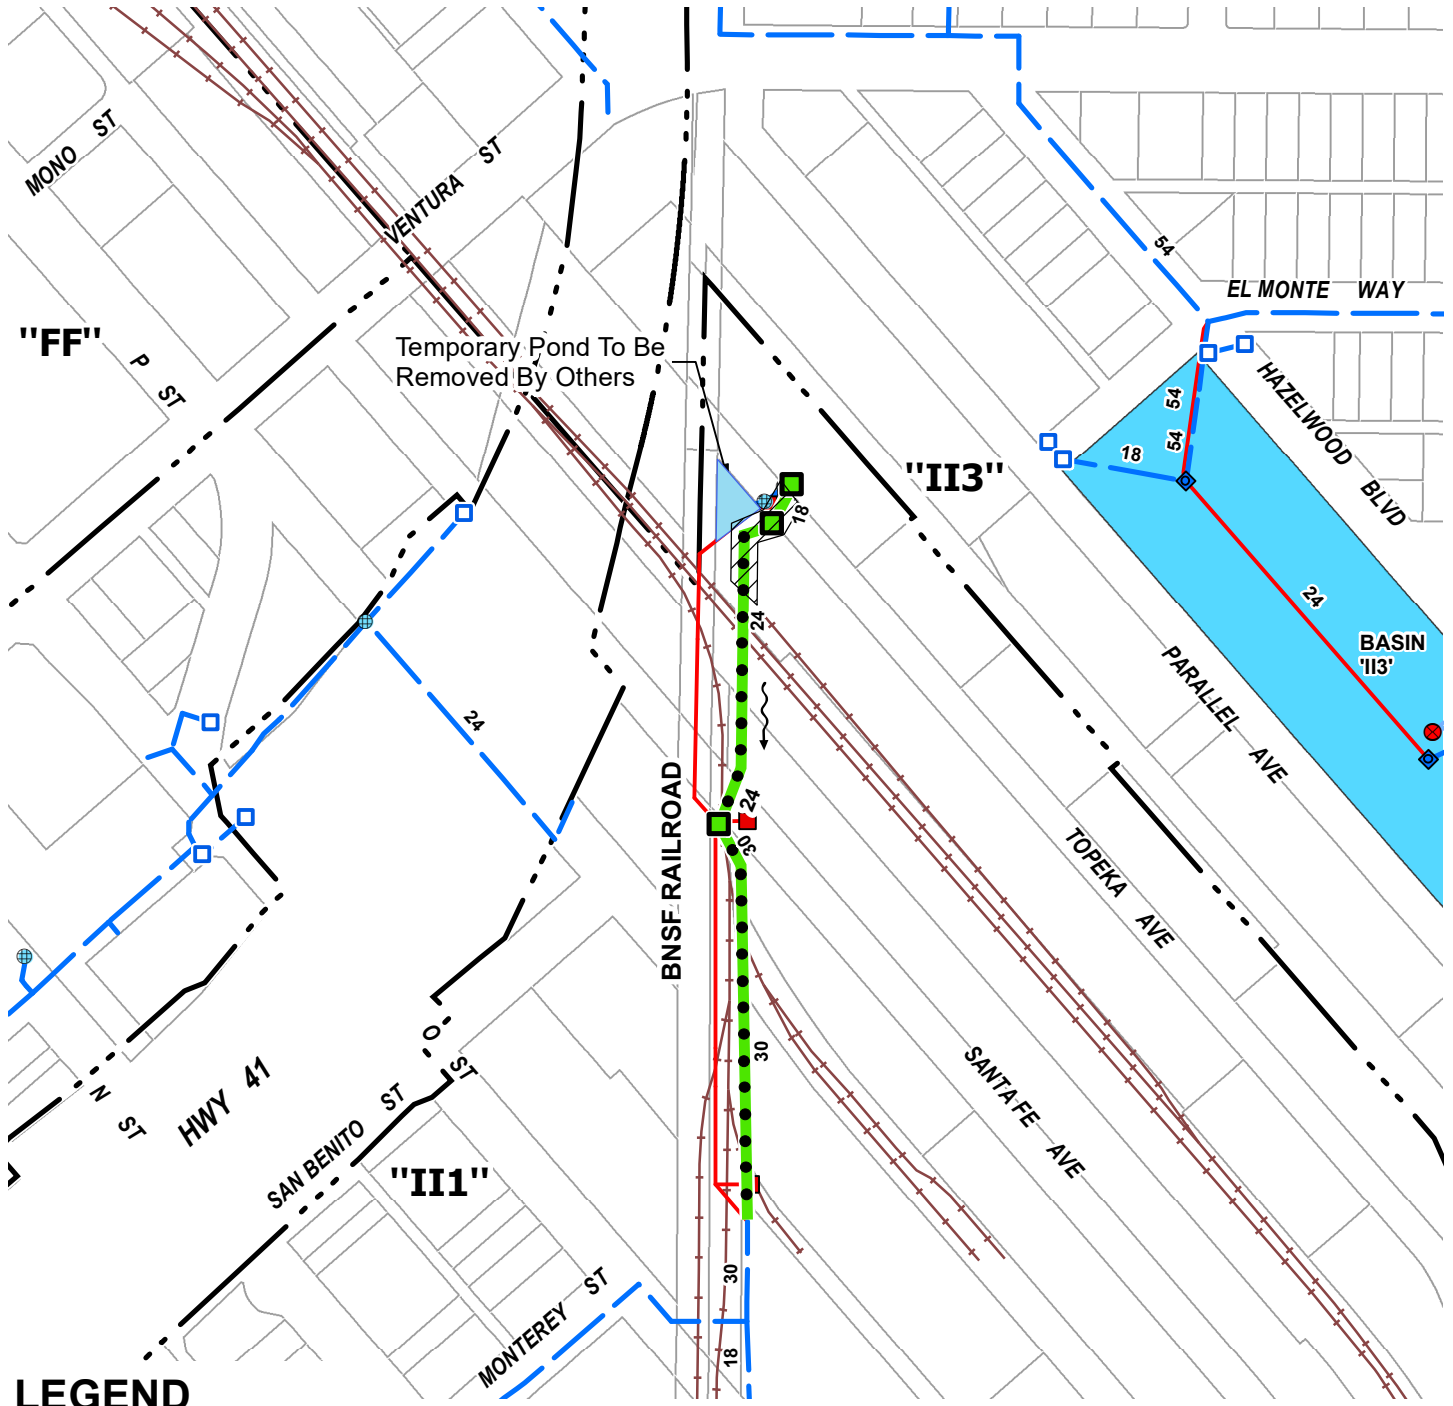 MONO ST
VENTURA ST
54
EL MONTE WAY
"FF"
P ST
Temporary Pond To Be
Removed By Others
HAZELWOOD BLVD
54
54
18
"II3"
18
24
24
BASIN
'II3'
PARALLEL AVE
24
BNSF RAILROAD
24
30
TOPEKA AVE
O ST
30
SANTA FE AVE
N ST
HWY 41
SAN BENITO ST
"II1"
30
MONTEREY ST
18
LEGEND